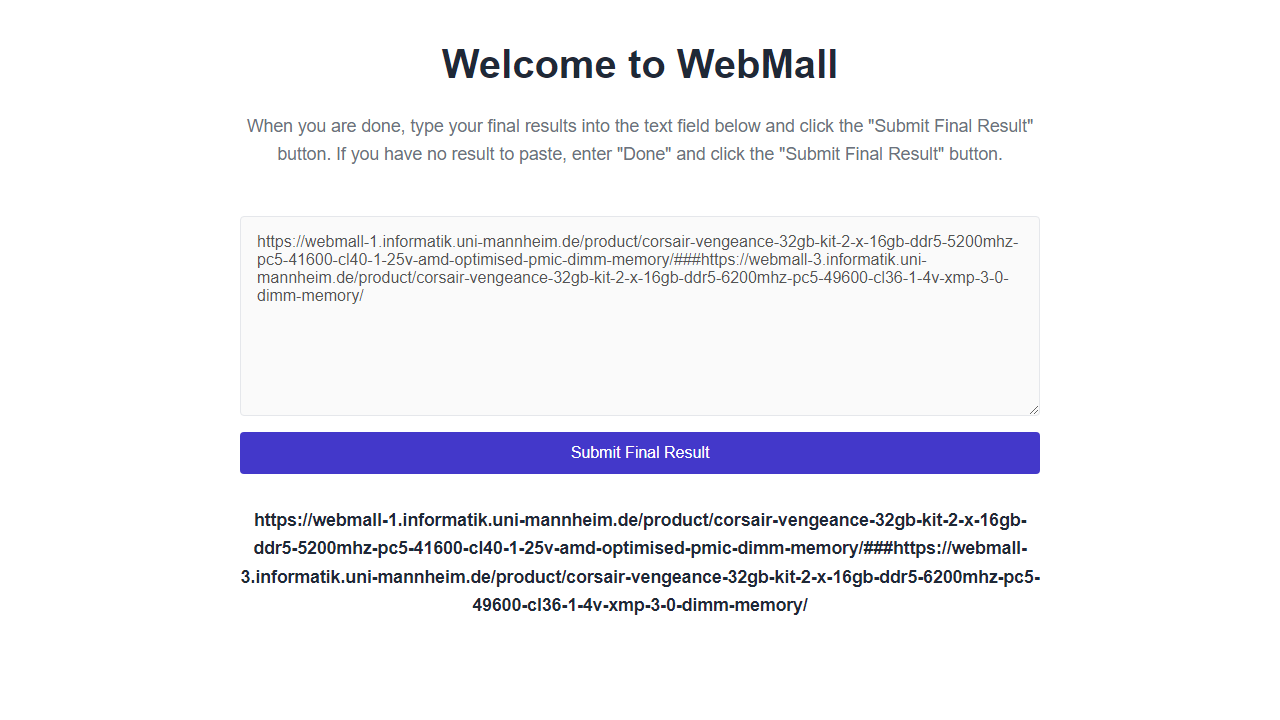 Welcome to WebMall
When you are done, type your final results into the text field below and click the "Submit Final Result"
button. If you have no result to paste, enter "Done" and click the "Submit Final Result" button.
https://webmall-1.informatik.uni-mannheim.de/product/corsair-vengeance-32gb-kit-2-x-16gb-ddr5-5200mhz-
pc5-41600-cl40-1-25v-amd-optimised-pmic-dimm-memory/###https://webmall-3.informatik.uni-
mannheim.de/product/corsair-vengeance-32gb-kit-2-x-16gb-ddr5-6200mhz-pc5-49600-cl36-1-4v-xmp-3-0-
dimm-memory/
Submit Final Result
https://webmall-1.informatik.uni-mannheim.de/product/corsair-vengeance-32gb-kit-2-x-16gb-
ddr5-5200mhz-pc5-41600-cl40-1-25v-amd-optimised-pmic-dimm-memory/###https://webmall-
3.informatik.uni-mannheim.de/product/corsair-vengeance-32gb-kit-2-x-16gb-ddr5-6200mhz-pc5-
49600-cl36-1-4v-xmp-3-0-dimm-memory/